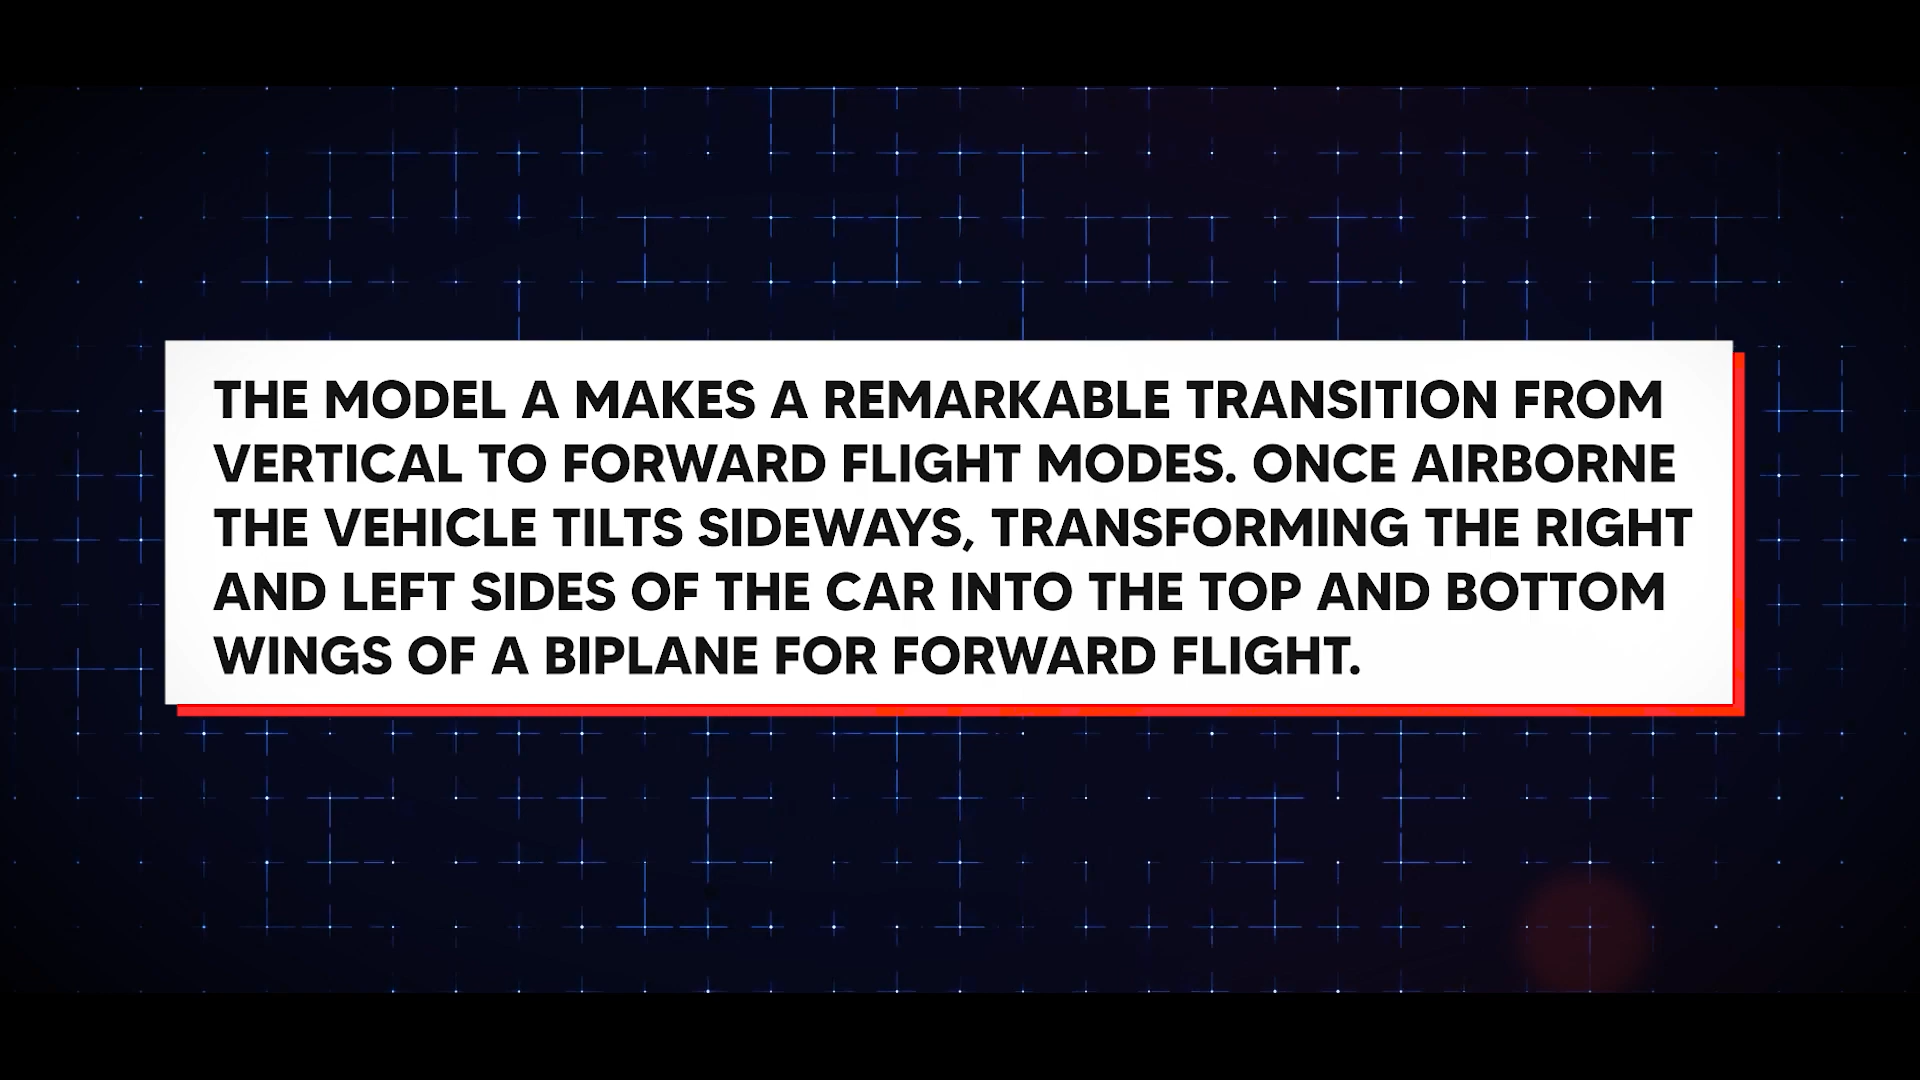 THE MODEL A MAKES A REMARKABLE TRANSITION FROM
VERTICAL TO FORWARD FLIGHT MODES. ONCE AIRBORNE
THE VEHICLE TILTS SIDEWAYS, TRANSFORMING THE RIGHT
AND LEFT SIDES OF THE CAR INTO THE TOP AND BOTTOM
WINGS OF A BIPLANE FOR FORWARD FLIGHT.